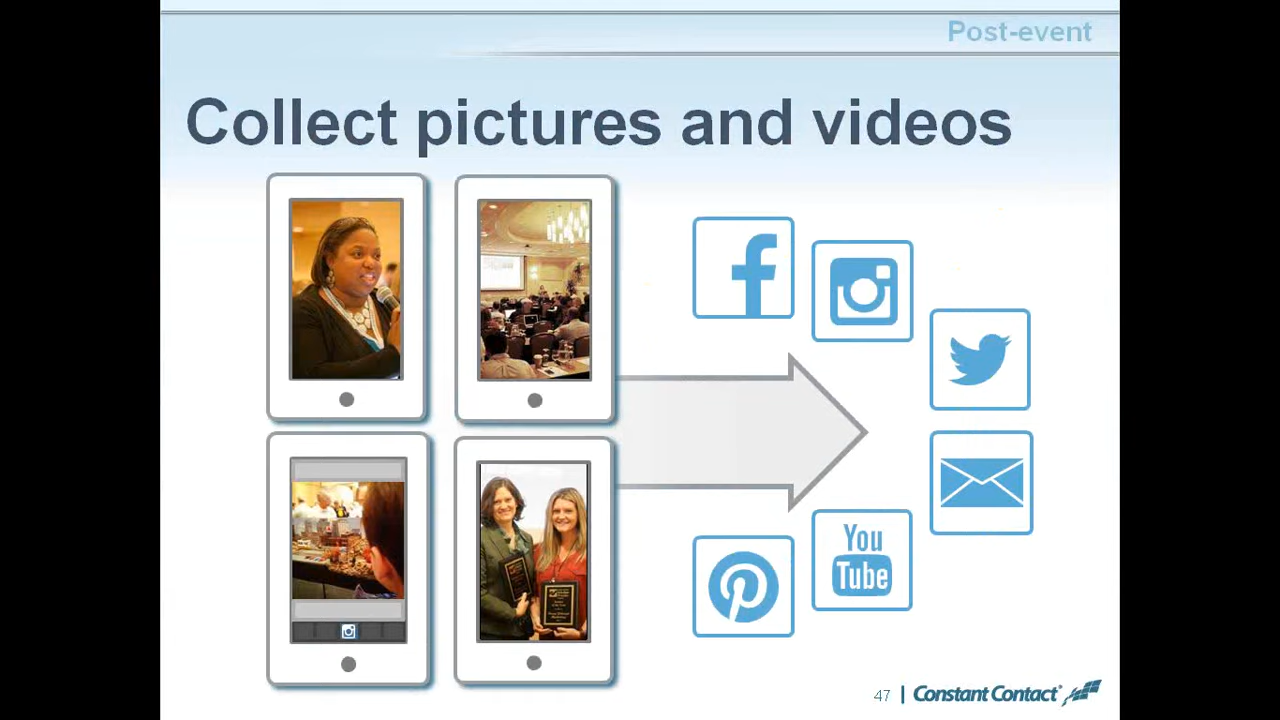 Post-event
Collect pictures and videos
You
Tube
47 | Constant Contact